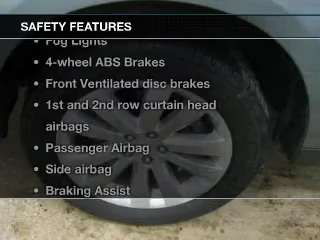 SAFETY FEATURES
• Fog Lights
• 4-wheel ABS Brakes
• Front Ventilated disc brakes
• 1st and 2nd row curtain head
airbags
• Passenger Airbag
• Side airbag
• Braking Assist